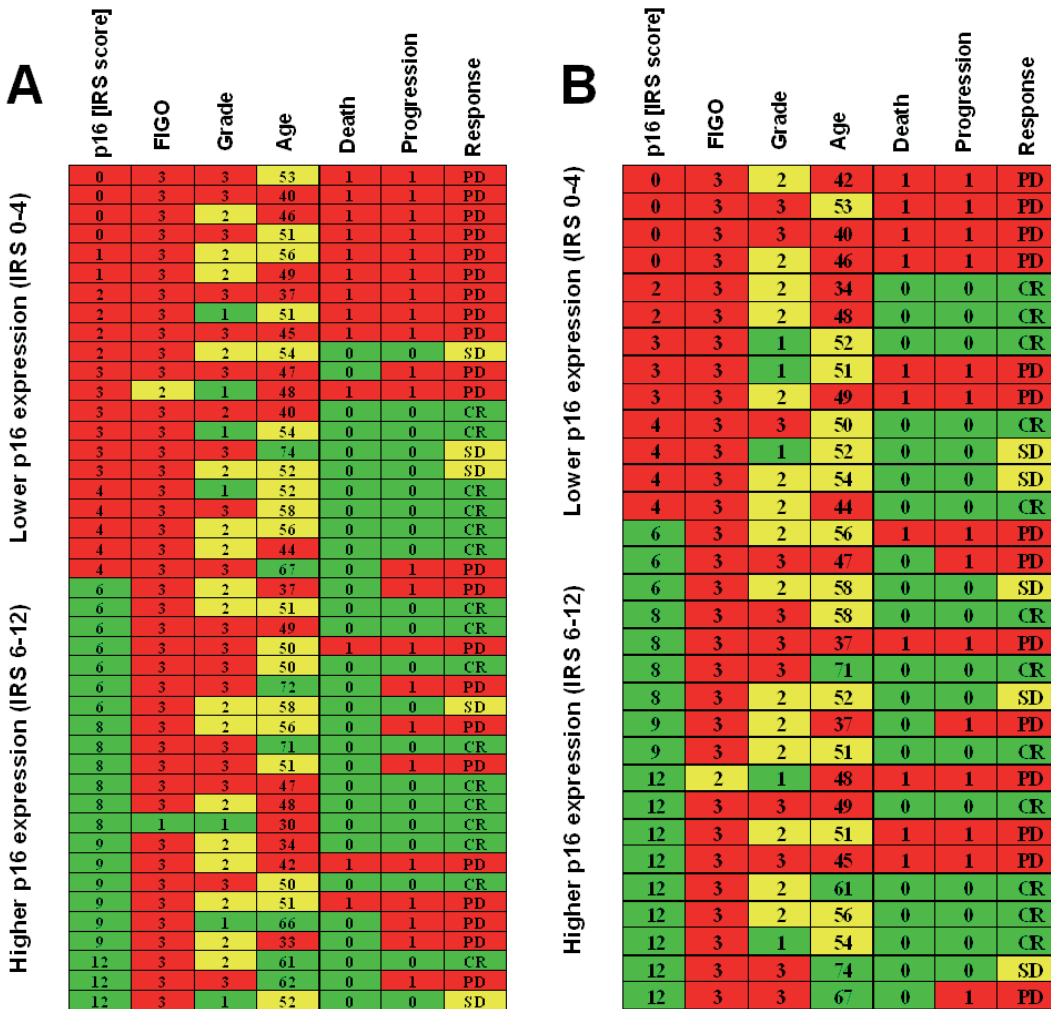 A
p16 [IRS score] FIGO Grade Age Death Progression Response
Lower p16 expression (IRS 0-4)
0 3 3 53 1 1 PD
0 3 3 40 1 1 PD
0 3 2 46 1 1 PD
0 3 3 51 1 1 PD
1 3 2 56 1 1 PD
1 3 2 49 1 1 PD
2 3 3 37 1 1 PD
2 3 1 51 1 1 PD
2 3 3 45 1 1 PD
2 3 2 54 0 0 SD
3 3 3 47 0 1 PD
3 2 1 48 1 1 PD
3 3 2 40 0 0 CR
3 3 1 54 0 0 CR
3 3 3 74 0 0 SD
3 3 2 52 0 0 SD
4 3 1 52 0 0 CR
4 3 3 58 0 0 CR
4 3 2 56 0 0 CR
4 3 2 44 0 0 CR
4 3 3 67 0 1 PD
Higher p16 expression (IRS 6-12)
6 3 2 37 0 1 PD
6 3 2 51 0 0 CR
6 3 3 49 0 0 CR
6 3 3 50 1 1 PD
6 3 3 50 0 0 CR
6 3 3 72 0 1 PD
6 3 2 58 0 0 SD
8 3 2 56 0 1 PD
8 3 3 71 0 0 CR
8 3 3 51 0 1 PD
8 3 3 47 0 0 CR
8 3 2 48 0 0 CR
8 1 1 30 0 0 CR
9 3 2 34 0 0 CR
9 3 2 42 1 1 PD
9 3 3 50 0 0 CR
9 3 2 51 1 1 PD
9 3 1 66 0 1 PD
9 3 2 33 0 1 PD
12 3 2 61 0 0 CR
12 3 3 62 0 1 PD
12 3 1 52 0 0 SD
B
p16 [IRS score] FIGO Grade Age Death Progression Response
Lower p16 expression (IRS 0-4)
0 3 2 42 1 1 PD
0 3 3 53 1 1 PD
0 3 3 40 1 1 PD
0 3 2 46 1 1 PD
2 3 2 34 0 0 CR
2 3 2 48 0 0 CR
3 3 1 52 0 0 CR
3 3 1 51 1 1 PD
3 3 2 49 1 1 PD
4 3 3 50 0 0 CR
4 3 1 52 0 0 SD
4 3 2 54 0 0 SD
4 3 2 44 0 0 CR
Higher p16 expression (IRS 6-12)
6 3 2 56 1 1 PD
6 3 3 47 0 1 PD
6 3 2 58 0 0 SD
8 3 3 58 0 0 CR
8 3 3 37 1 1 PD
8 3 3 71 0 0 CR
8 3 2 52 0 0 SD
9 3 2 37 0 1 PD
9 3 2 51 0 0 CR
12 2 1 48 1 1 PD
12 3 3 49 0 0 CR
12 3 2 51 1 1 PD
12 3 3 45 1 1 PD
12 3 2 61 0 0 CR
12 3 2 56 0 0 CR
12 3 1 54 0 0 CR
12 3 3 74 0 0 SD
12 3 3 67 0 1 PD